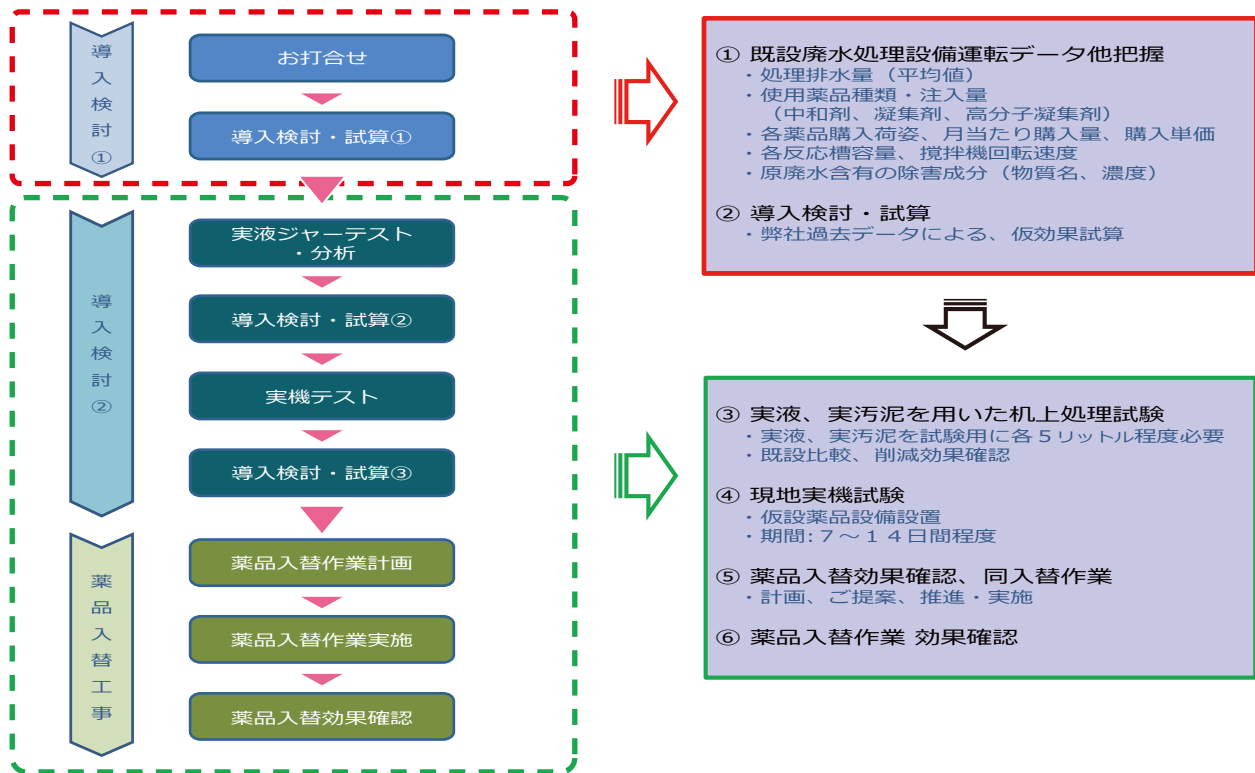 導入検討①
お打合せ
導入検討・試算①
導入検討②
実液ジャーテスト
・分析
導入検討・試算②
実機テスト
導入検討・試算③
薬品入替工事
薬品入替作業計画
薬品入替作業実施
薬品入替効果確認
① 既設廃水処理設備運転データ他把握
・処理排水量（平均値）
・使用薬品種類・注入量
（中和剤、凝集剤、高分子凝集剤）
・各薬品購入荷姿、月当たり購入量、購入単価
・各反応槽容量、撹拌機回転速度
・原廃水含有の除害成分（物質名、濃度）
② 導入検討・試算
・弊社過去データによる、仮効果試算
③ 実液、実汚泥を用いた机上処理試験
・実液、実汚泥を試験用に各５リットル程度必要
・既設比較、削減効果確認
④ 現地実機試験
・仮設薬品設備設置
・期間:７～１４日間程度
⑤ 薬品入替効果確認、同入替作業
・計画、ご提案、推進・実施
⑥ 薬品入替作業 効果確認